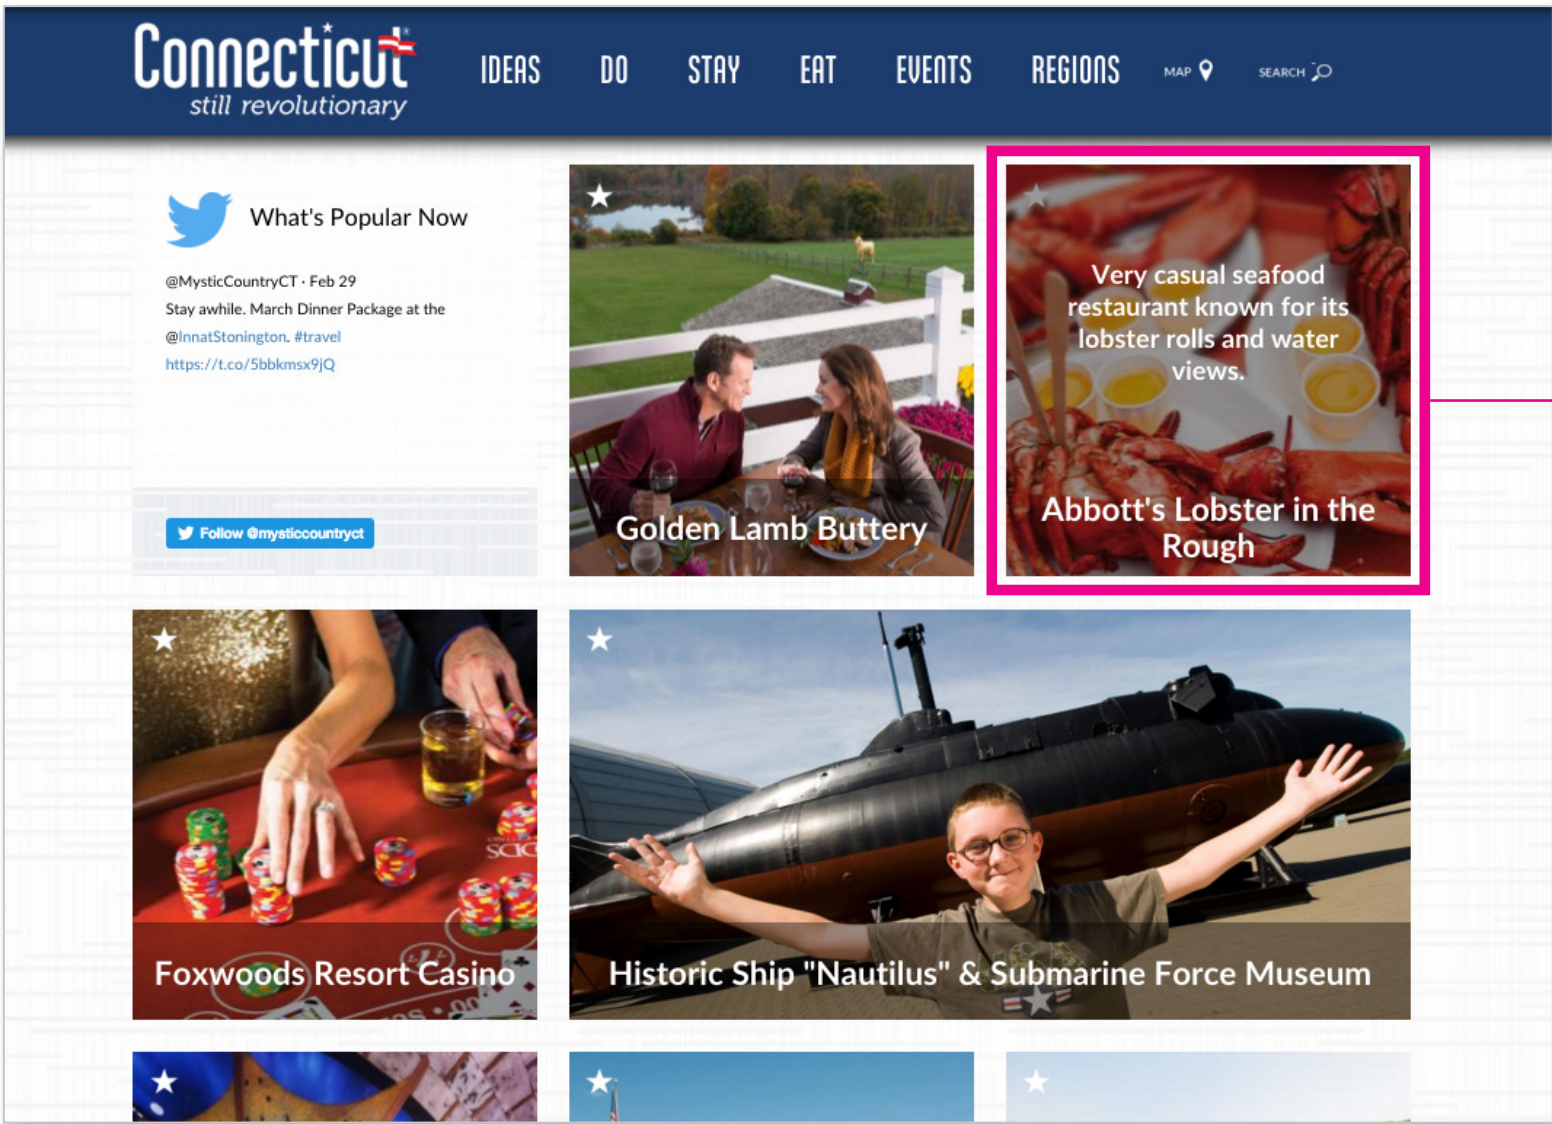 Connecticut
still revolutionary
IDEAS DO STAY EAT EVENTS REGIONS MAP SEARCH
What's Popular Now
@MysticCountryCT · Feb 29
Stay awhile. March Dinner Package at the
@InnatStonington. #travel
https://t.co/5bbkmsx9jQ
Follow @mysticcountryct
Golden Lamb Buttery
Very casual seafood
restaurant known for its
lobster rolls and water
views.
Abbott's Lobster in the
Rough
Foxwoods Resort Casino
Historic Ship "Nautilus" & Submarine Force Museum